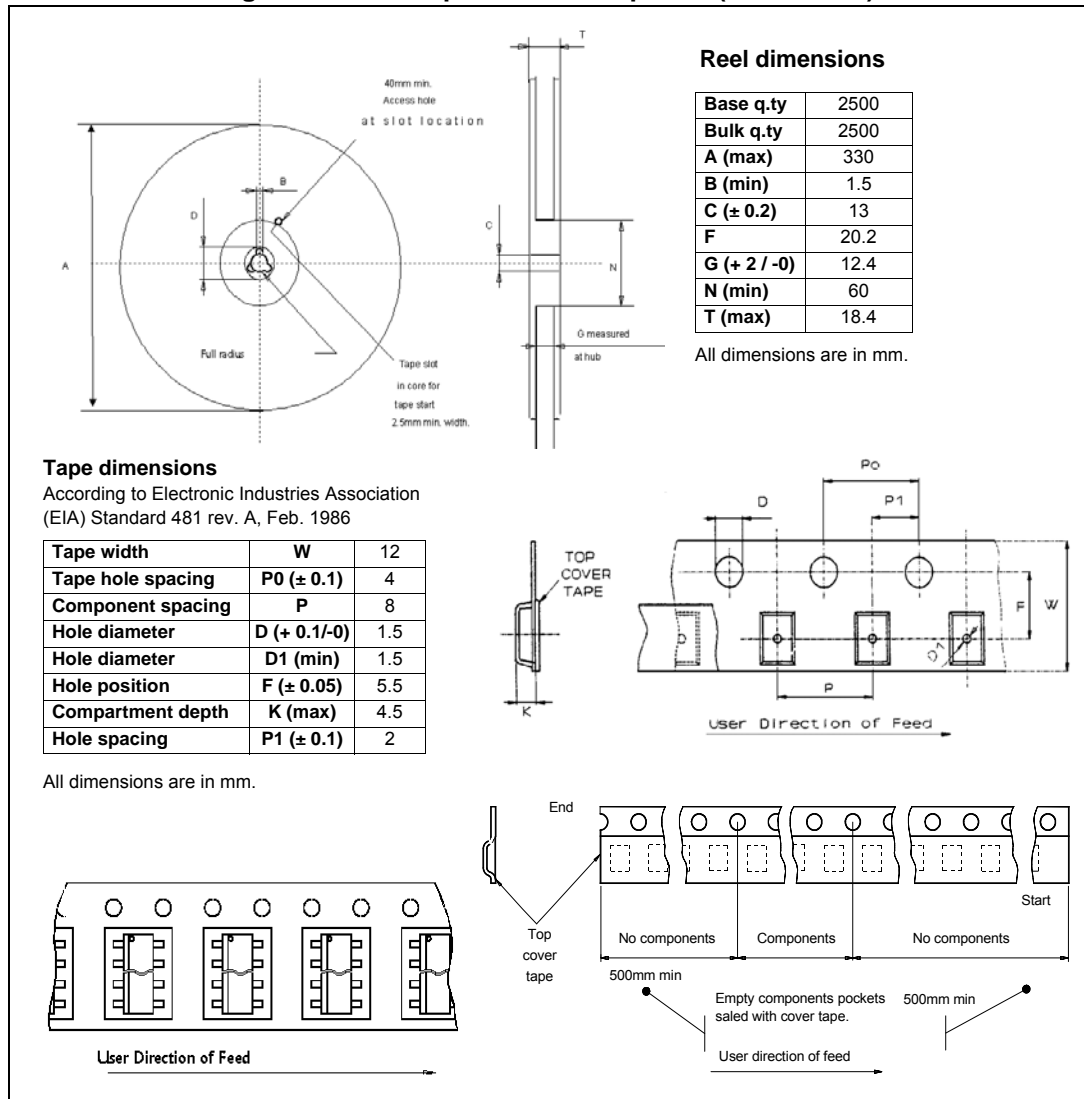 Reel dimensions
Base q.ty 2500
Bulk q.ty 2500
A (max) 330
B (min) 1.5
C (± 0.2) 13
F 20.2
G (+ 2 / -0) 12.4
N (min) 60
T (max) 18.4
All dimensions are in mm.
T
40mm min.
Access hole
at slot location
B
D
A
C
N
Full radius
Tape slot
in core for
tape start
2.5mm min. width.
G measured
at hub
Tape dimensions
According to Electronic Industries Association
(EIA) Standard 481 rev. A, Feb. 1986
Tape width W 12
Tape hole spacing P0 (± 0.1) 4
Component spacing P 8
Hole diameter D (+ 0.1/-0) 1.5
Hole diameter D1 (min) 1.5
Hole position F (± 0.05) 5.5
Compartment depth K (max) 4.5
Hole spacing P1 (± 0.1) 2
All dimensions are in mm.
Po
D
P1
TOP
COVER
TAPE
F
W
D1
P
K
User Direction of Feed
End
Start
Top
cover
tape
No components
Components
No components
500mm min
Empty components pockets
saled with cover tape.
500mm min
User direction of feed
User Direction of Feed